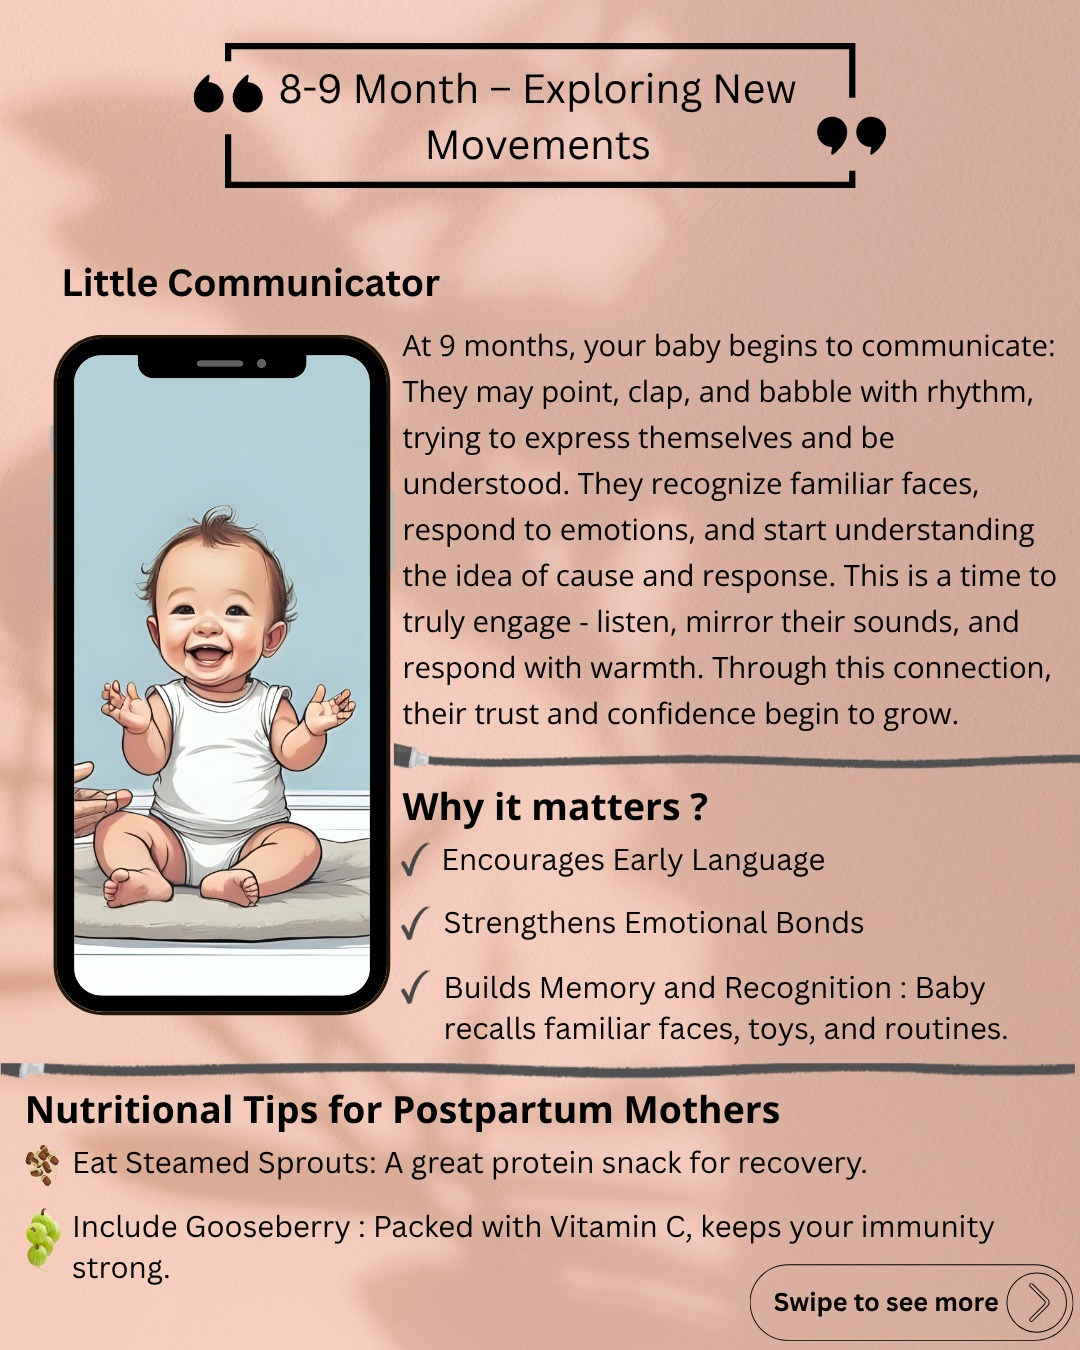 8-9 Month – Exploring New
Movements
Little Communicator
At 9 months, your baby begins to communicate:
They may point, clap, and babble with rhythm,
trying to express themselves and be
understood. They recognize familiar faces,
respond to emotions, and start understanding
the idea of cause and response. This is a time to
truly engage - listen, mirror their sounds, and
respond with warmth. Through this connection,
their trust and confidence begin to grow.
Why it matters ?
Encourages Early Language
Strengthens Emotional Bonds
Builds Memory and Recognition : Baby
recalls familiar faces, toys, and routines.
Nutritional Tips for Postpartum Mothers
Eat Steamed Sprouts: A great protein snack for recovery.
Include Gooseberry : Packed with Vitamin C, keeps your immunity
strong.
Swipe to see more